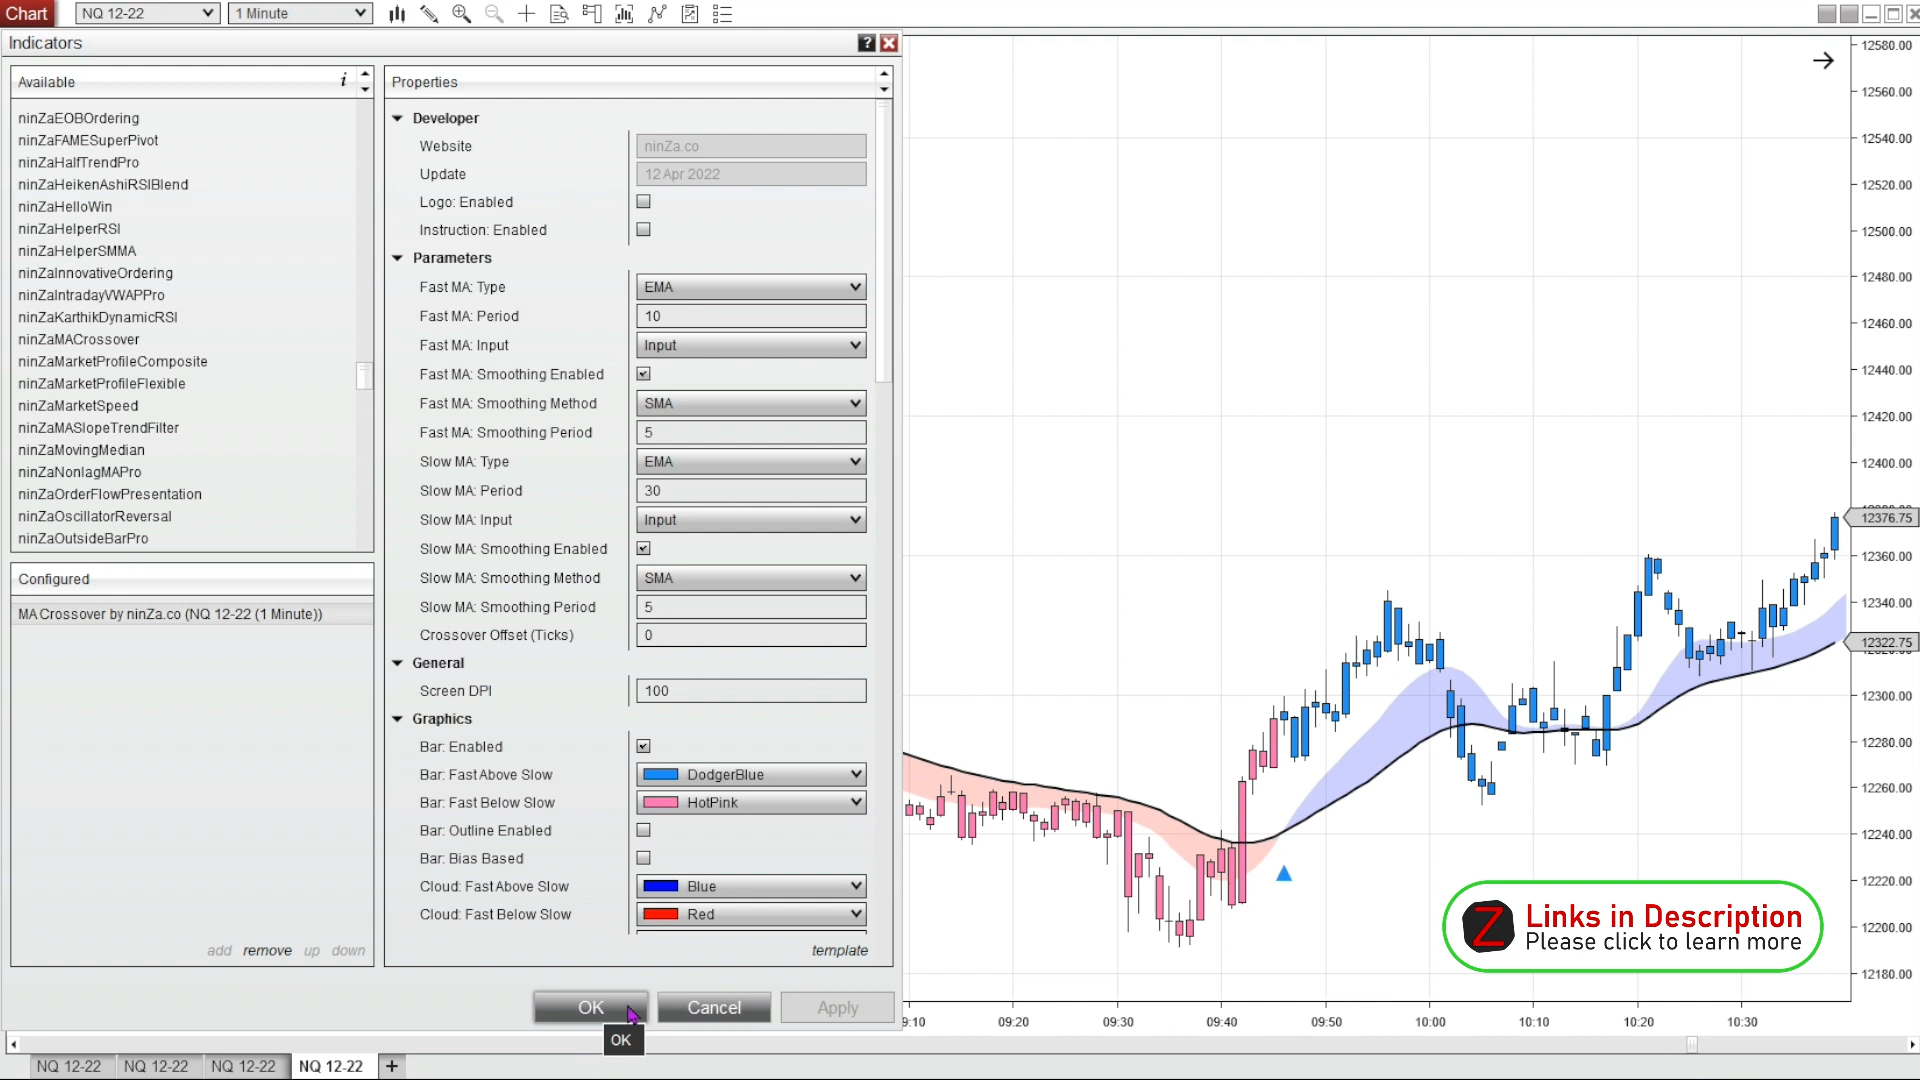 Chart NQ 12-22 1 Minute
Indicators ?
Available i
ninZaEOBOrdering
ninZaFAMESuperPivot
ninZaHalfTrendPro
ninZaHeikenAshiRSIBlend
ninZaHelloWin
ninZaHelperRSI
ninZaHelperSMMA
ninZaInnovativeOrdering
ninZaIntradayVWAPPro
ninZaKarthikDynamicRSI
ninZaMACrossover
ninZaMarketProfileComposite
ninZaMarketProfileFlexible
ninZaMarketSpeed
ninZaMASlopeTrendFilter
ninZaMovingMedian
ninZaNonlagMAPro
ninZaOrderFlowPresentation
ninZaOscillatorReversal
ninZaOutsideBarPro
Configured
MA Crossover by ninZa.co (NQ 12-22 (1 Minute))
add remove up down
Properties
Developer
Website ninZa.co
Update 12 Apr 2022
Logo: Enabled
Instruction: Enabled
Parameters
Fast MA: Type EMA
Fast MA: Period 10
Fast MA: Input Input
Fast MA: Smoothing Enabled
Fast MA: Smoothing Method SMA
Fast MA: Smoothing Period 5
Slow MA: Type EMA
Slow MA: Period 30
Slow MA: Input Input
Slow MA: Smoothing Enabled
Slow MA: Smoothing Method SMA
Slow MA: Smoothing Period 5
Crossover Offset (Ticks) 0
General
Screen DPI 100
Graphics
Bar: Enabled
Bar: Fast Above Slow DodgerBlue
Bar: Fast Below Slow HotPink
Bar: Outline Enabled
Bar: Bias Based
Cloud: Fast Above Slow Blue
Cloud: Fast Below Slow Red
template
OK Cancel Apply
OK
12580.00
12560.00
12540.00
12520.00
12500.00
12480.00
12460.00
12440.00
12420.00
12400.00
12376.75
12360.00
12340.00
12322.75
12300.00
12280.00
12260.00
12240.00
12220.00
12200.00
12180.00
Z Links in Description
Please click to learn more
9:10 09:20 09:30 09:40 09:50 10:00 10:10 10:20 10:30
NQ 12-22 NQ 12-22 NQ 12-22 NQ 12-22 +